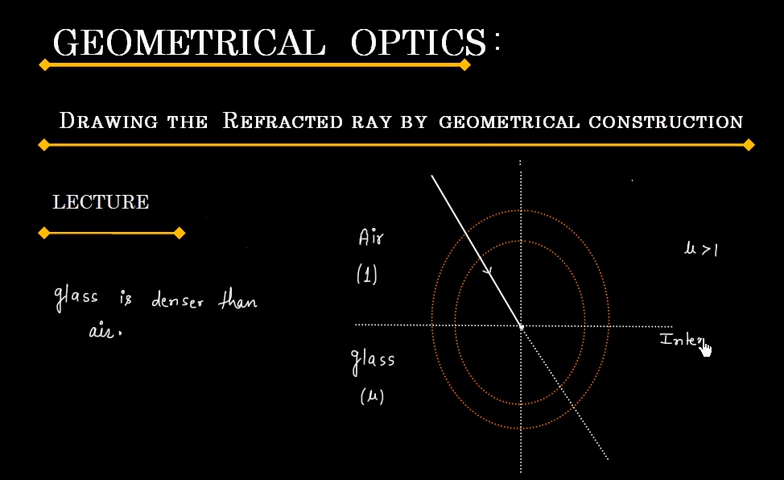 GEOMETRICAL OPTICS:
DRAWING THE REFRACTED RAY BY GEOMETRICAL CONSTRUCTION
LECTURE
glass is denser than
air.
Air
(1)
glass
(μ)
μ>1
Inter